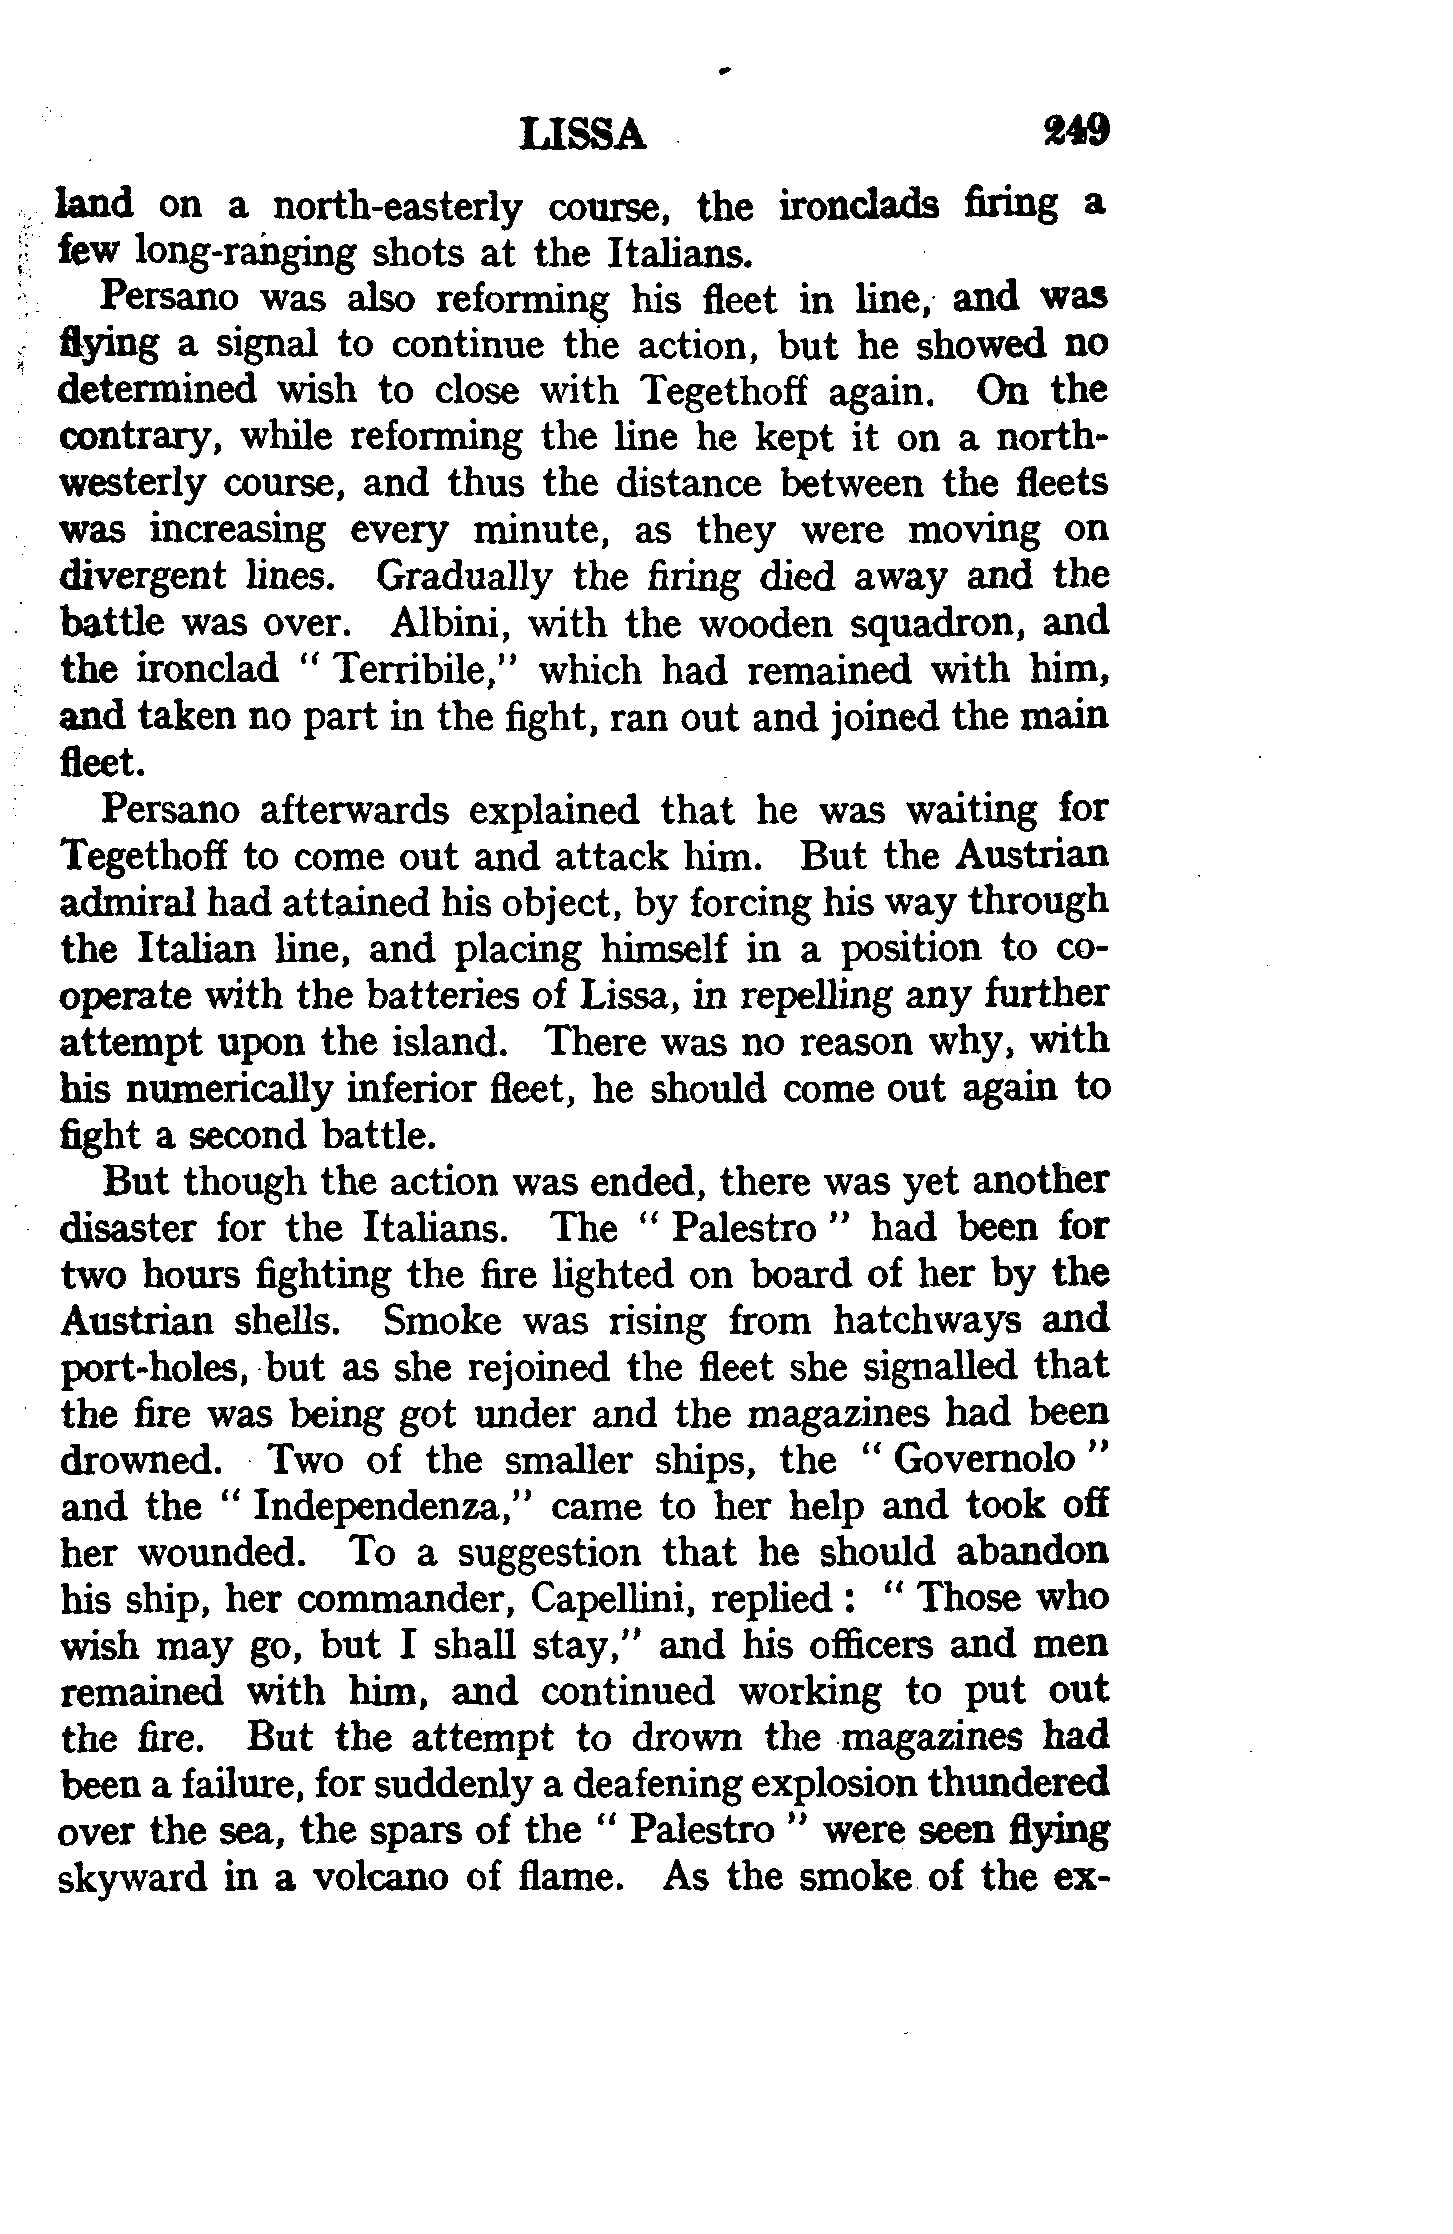 LISSA 249
land on a north-easterly course, the ironclads firing a
few long-ranging shots at the Italians.
Persano was also reforming his fleet in line, and was
flying a signal to continue the action, but he showed no
determined wish to close with Tegethoff again. On the
contrary, while reforming the line he kept it on a north-
westerly course, and thus the distance between the fleets
was increasing every minute, as they were moving on
divergent lines. Gradually the firing died away and the
battle was over. Albini, with the wooden squadron, and
the ironclad " Terribile," which had remained with him,
and taken no part in the fight, ran out and joined the main
fleet.
Persano afterwards explained that he was waiting for
Tegethoff to come out and attack him. But the Austrian
admiral had attained his object, by forcing his way through
the Italian line, and placing himself in a position to co-
operate with the batteries of Lissa, in repelling any further
attempt upon the island. There was no reason why, with
his numerically inferior fleet, he should come out again to
fight a second battle.
But though the action was ended, there was yet another
disaster for the Italians. The " Palestro " had been for
two hours fighting the fire lighted on board of her by the
Austrian shells. Smoke was rising from hatchways and
port-holes, but as she rejoined the fleet she signalled that
the fire was being got under and the magazines had been
drowned. Two of the smaller ships, the " Governolo "
and the " Independenza," came to her help and took off
her wounded. To a suggestion that he should abandon
his ship, her commander, Capellini, replied : " Those who
wish may go, but I shall stay," and his officers and men
remained with him, and continued working to put out
the fire. But the attempt to drown the magazines had
been a failure, for suddenly a deafening explosion thundered
over the sea, the spars of the " Palestro " were seen flying
skyward in a volcano of flame. As the smoke of the ex-